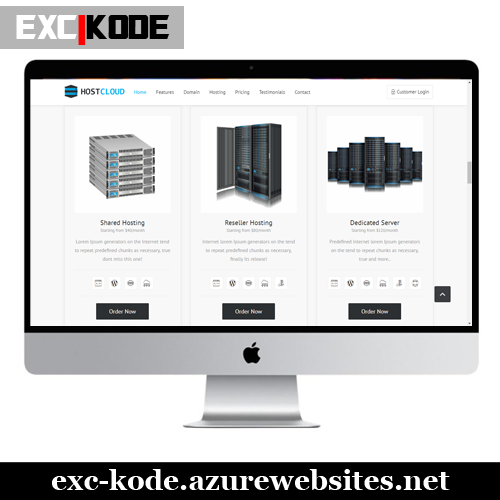 EXC|KODE
HOSTCLOUD Home Features Domain Hosting Pricing Testimonials Contact Customer Login
Shared Hosting
Starting from $45/month
Lorem Ipsum generators on the Internet tend
to repeat predefined chunks as necessary, true
dent into this one!
Order Now
Reseller Hosting
Starting from $85/month
Internet Lorem Ipsum generators on the tend
to repeat predefined chunks as necessary,
finally its release!
Order Now
Dedicated Server
Starting from $120/month
Predefined Internet Lorem Ipsum generators
on the tend to repeat chunks as necessary,
true and more..
Order Now
exc-kode.azurewebsites.net